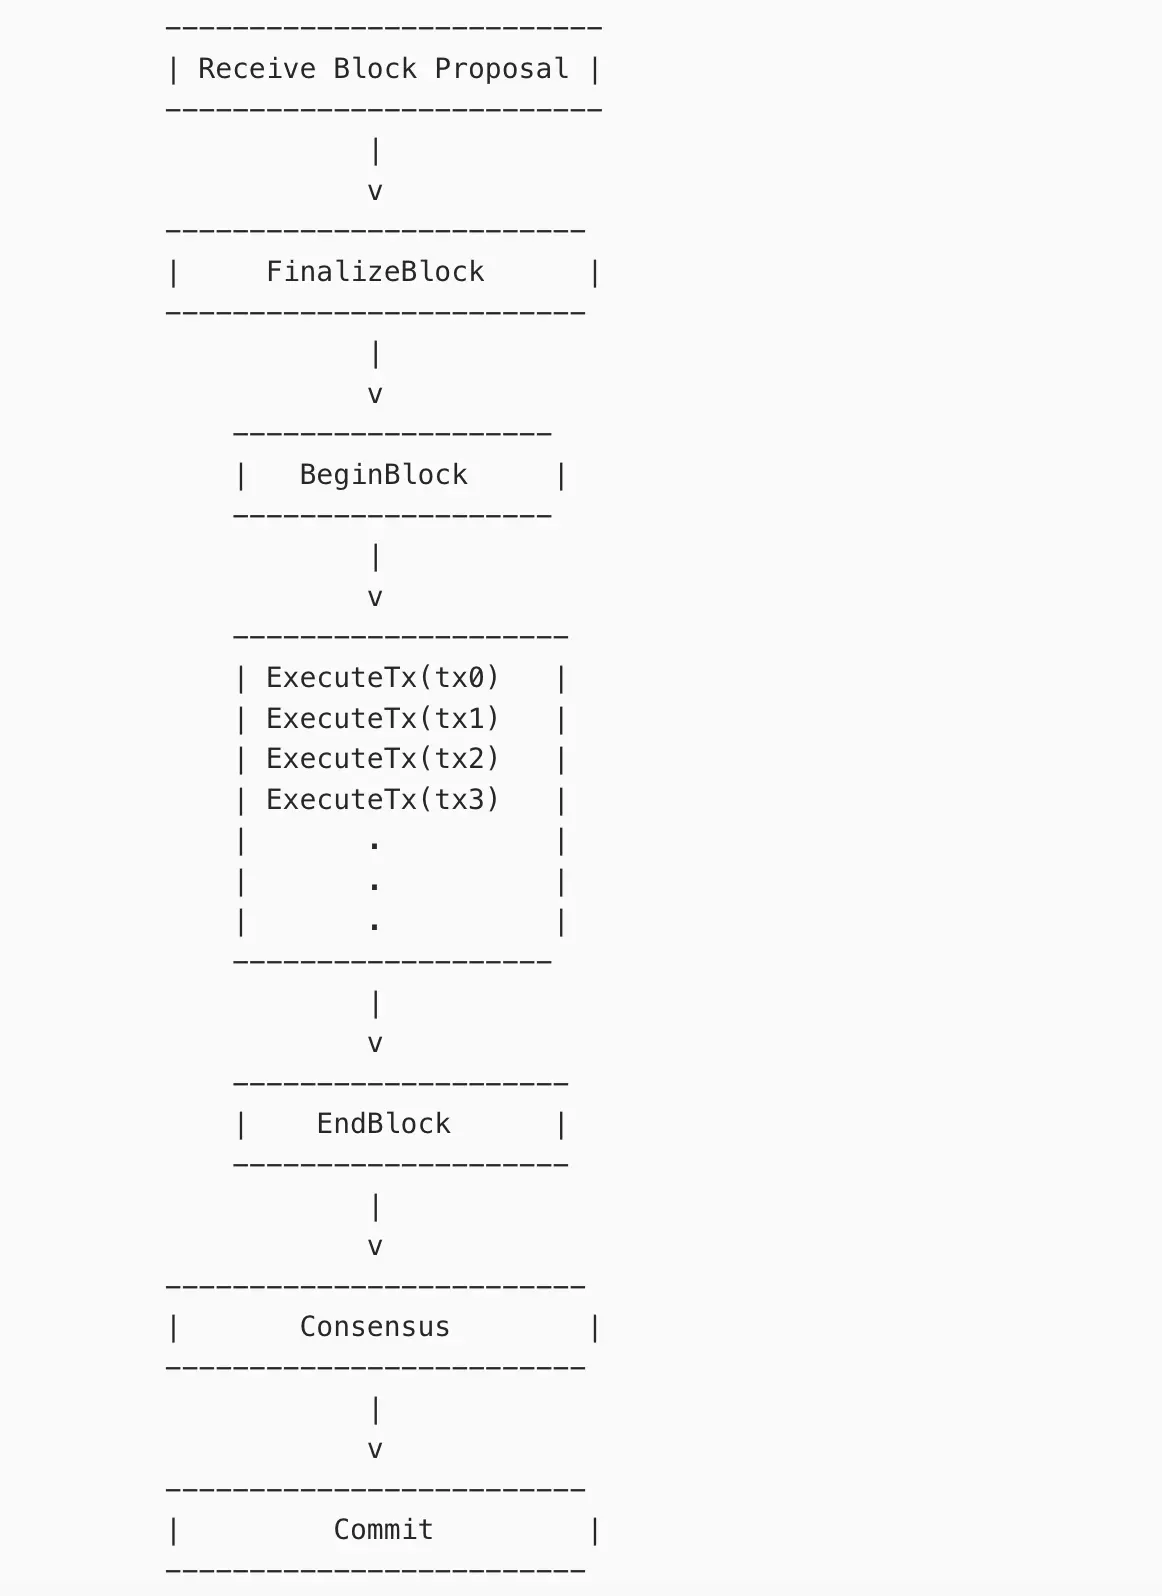 --------------------------
| Receive Block Proposal |
--------------------------
|
v
-------------------------
| FinalizeBlock |
-------------------------
|
v
-------------------
| BeginBlock |
-------------------
|
v
--------------------
| ExecuteTx(tx0) |
| ExecuteTx(tx1) |
| ExecuteTx(tx2) |
| ExecuteTx(tx3) |
| . |
| . |
| . |
-------------------
|
v
--------------------
| EndBlock |
--------------------
|
v
-------------------------
| Consensus |
-------------------------
|
v
-------------------------
| Commit |
-------------------------